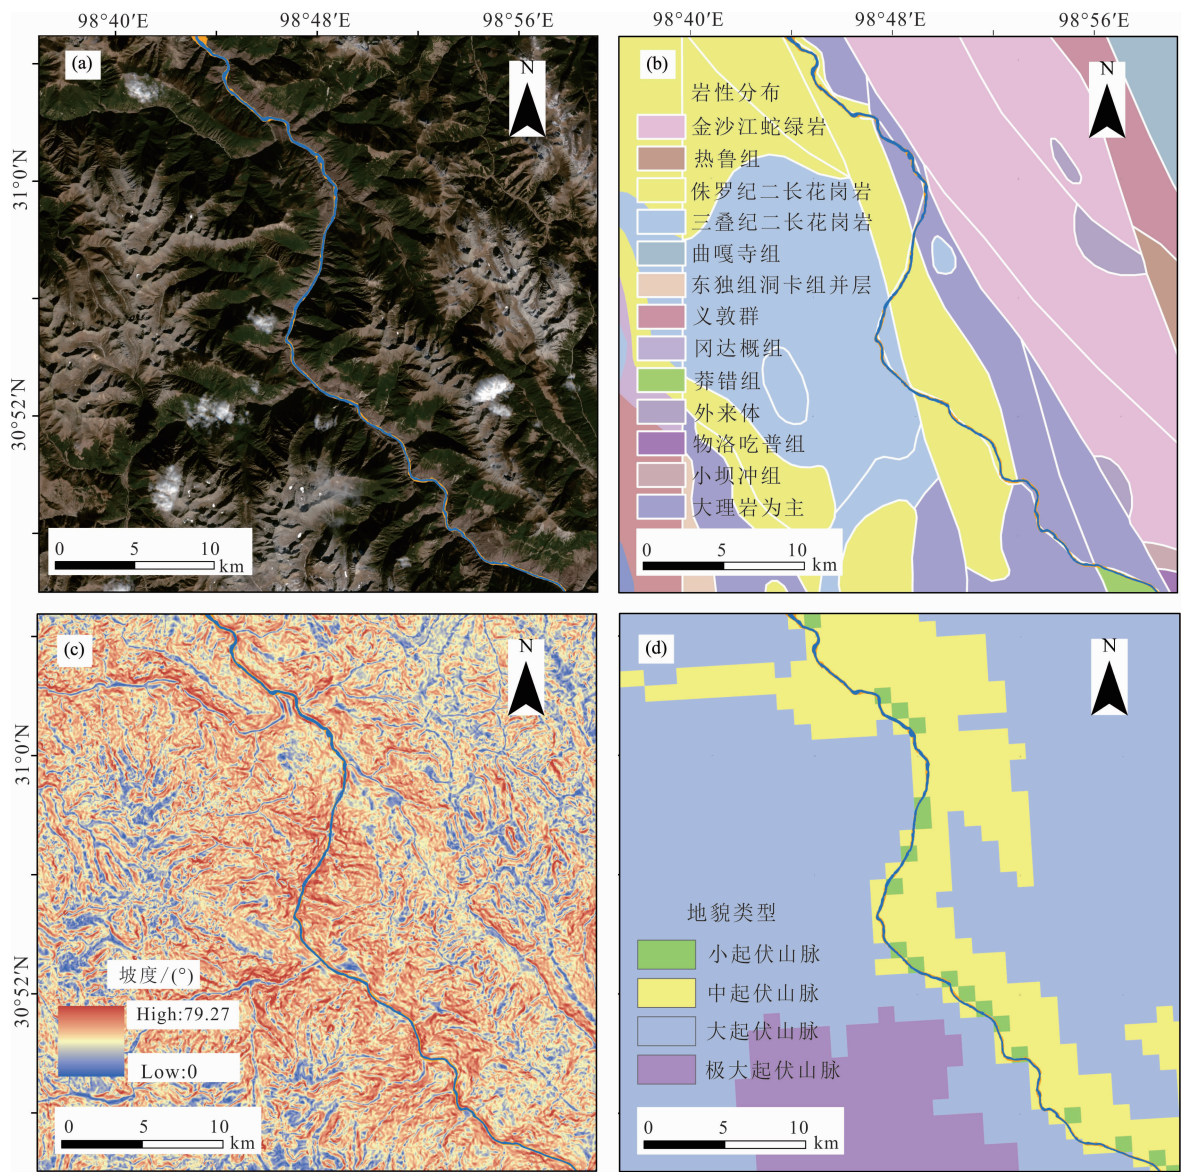 98°40′E 98°48′E 98°56′E
98°40′E 98°48′E 98°56′E
(a)
N
31°0′N
30°52′N
0 5 10
km
(b)
N
岩性分布
金沙江蛇绿岩
热鲁组
侏罗纪二长花岗岩
三叠纪二长花岗岩
曲嘎寺组
东独组洞卡组并层
义敦群
冈达概组
莽错组
外来体
物洛吃普组
小坝冲组
大理岩为主
0 5 10
km
(c)
N
31°0′N
30°52′N
坡度/(°)
High:79.27
Low:0
0 5 10
km
(d)
N
地貌类型
小起伏山脉
中起伏山脉
大起伏山脉
极大起伏山脉
0 5 10
km